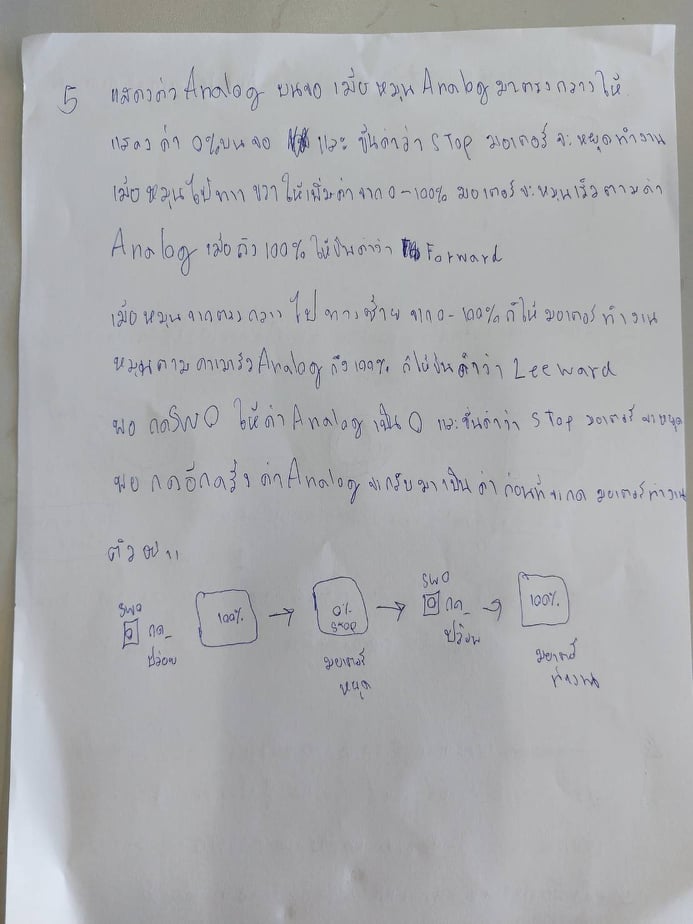 5 แสดงค่า Analog บนจอ เมื่อ หมุน Analog มาตรงกลาง ให้
แสดง ค่า 0% บน จอ และ ขึ้นคำว่า STOP มอเตอร์ จะ หยุดทำงาน
เมื่อ หมุนไปทาง ขวา ให้เพิ่มค่า จาก 0-100% มอเตอร์จะหมุนเร็วตามค่า
Analog เมื่อ ถึง 100% ให้ขึ้นคำว่า Forward
เมื่อ หมุน จากตรงกลาง ไป ทางซ้าย จาก 0-100% ก็ให้ มอเตอร์ ทำงาน
หมุนตาม Analog ถึง 100% ก็ให้ขึ้น คำว่า Leeward
พอ กดSW0 ให้ค่า Analog เป็น 0 และขึ้นคำว่า STOP มอเตอร์ จะหยุด
พอ กดอีกครั้ง ค่า Analog จะกลับมาเป็น ค่า ก่อนที่จะกด มอเตอร์ทำงาน
ตัวอย่าง
SW0 กด_ ปล่อย 100% → 0% STOP → SW0 กด_ ปล่อย → 100%
มอเตอร์ หยุด มอเตอร์ ทำงาน